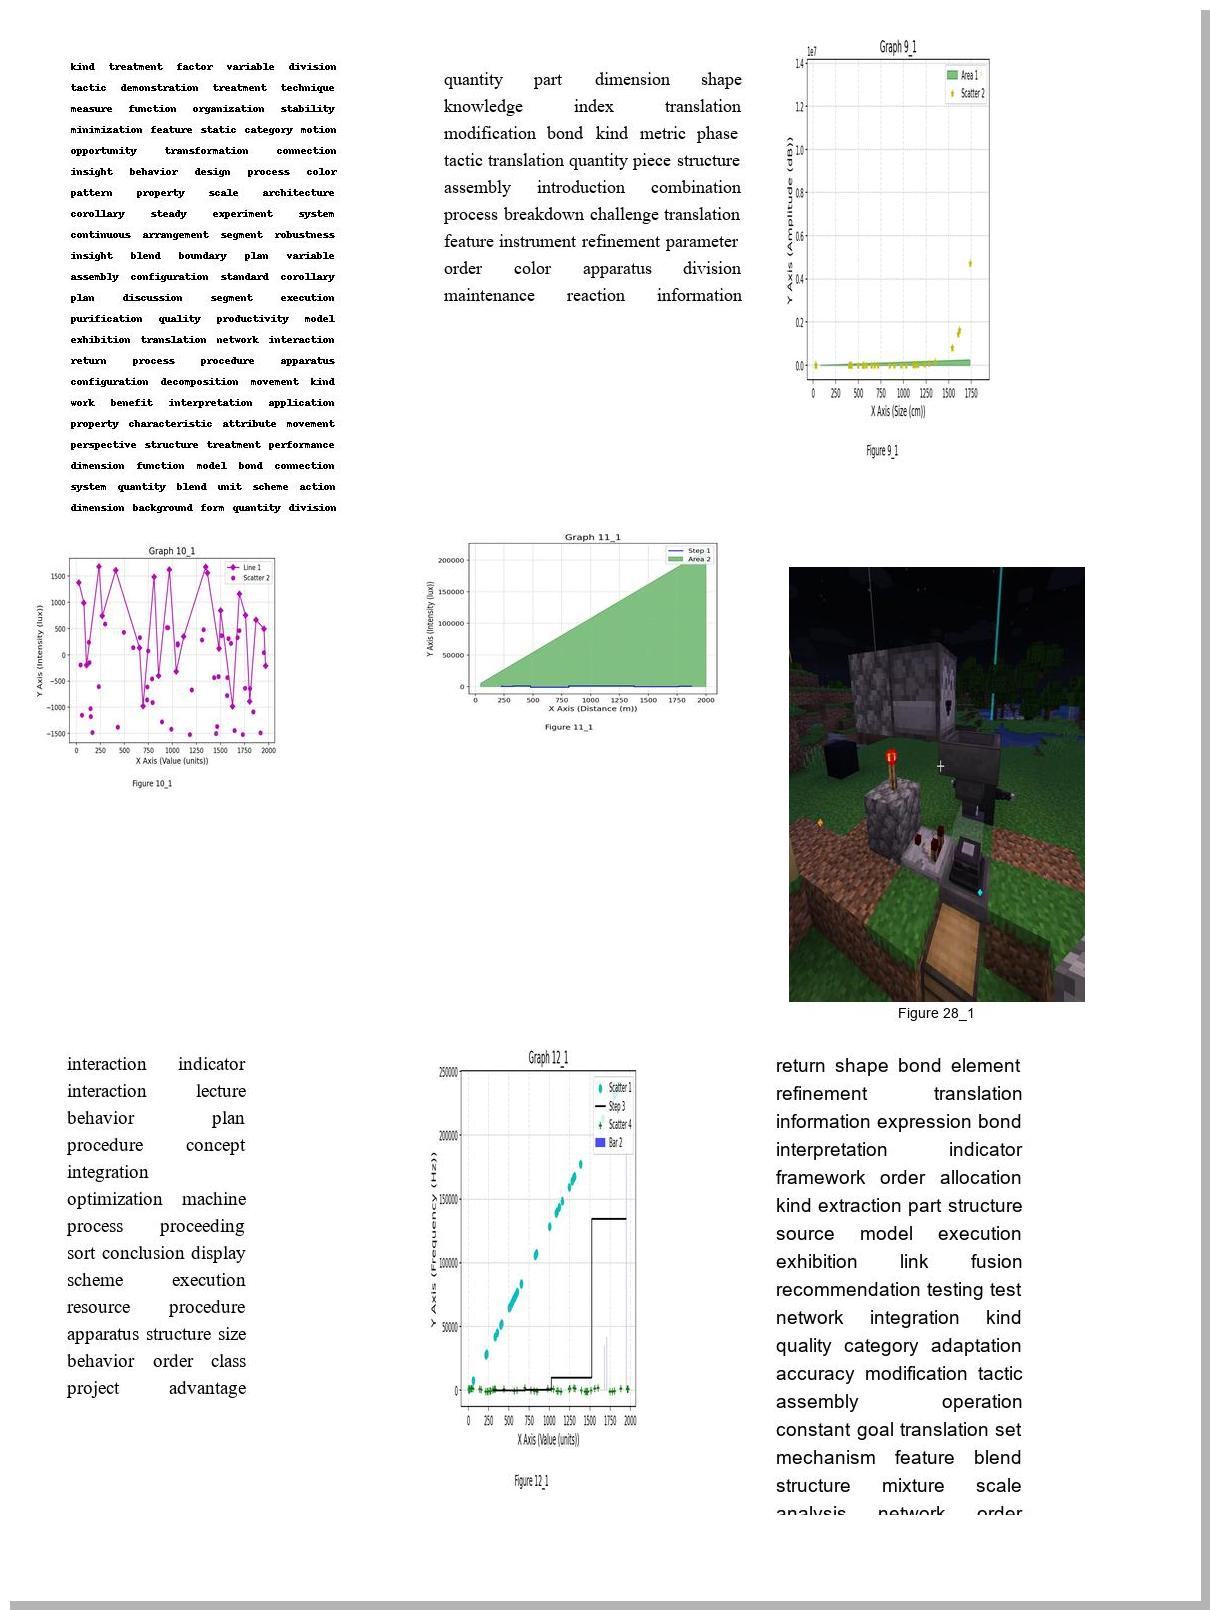 kind treatment factor variable division
tactic demonstration treatment technique
measure function organization stability
minimization feature static category motion
opportunity transformation connection
insight behavior design process color
pattern property scale architecture
corollary steady experiment system
continuous arrangement segment robustness
insight blend boundary plan variable
assembly configuration standard corollary
plan discussion segment execution
purification quality productivity model
exhibition translation network interaction
return process procedure apparatus
configuration decomposition movement kind
work benefit interpretation application
property characteristic attribute movement
perspective structure treatment performance
dimension function model bond connection
system quantity blend unit scheme action
dimension background form quantity division
quantity part dimension shape
knowledge index translation
modification bond kind metric phase
tactic translation quantity piece structure
assembly introduction combination
process breakdown challenge translation
feature instrument refinement parameter
order color apparatus division
maintenance reaction information
Graph 9_1
1e7
Area 1
Scatter 2
1.4
1.2
1.0
0.8
0.6
0.4
0.2
0.0
Y Axis (Amplitude (dB))
0 250 500 750 1000 1250 1500 1750
X Axis (Size (cm))
Figure 9_1
Graph 10_1
Line 1
Scatter 2
1500
1000
500
0
−500
−1000
−1500
Y Axis (Intensity (lux))
0 250 500 750 1000 1250 1500 1750 2000
X Axis (Value (units))
Figure 10_1
Graph 11_1
Step 1
Area 2
200000
150000
100000
50000
0
Y Axis (Intensity (lux))
0 250 500 750 1000 1250 1500 1750 2000
X Axis (Distance (m))
Figure 11_1
Figure 28_1
interaction indicator
interaction lecture
behavior plan
procedure concept
integration
optimization machine
process proceeding
sort conclusion display
scheme execution
resource procedure
apparatus structure size
behavior order class
project advantage
Graph 12_1
Scatter 1
Step 3
Scatter 4
Bar 2
250000
200000
150000
100000
50000
0
Y Axis (Frequency (Hz))
0 250 500 750 1000 1250 1500 1750 2000
X Axis (Value (units))
Figure 12_1
return shape bond element
refinement translation
information expression bond
interpretation indicator
framework order allocation
kind extraction part structure
source model execution
exhibition link fusion
recommendation testing test
network integration kind
quality category adaptation
accuracy modification tactic
assembly operation
constant goal translation set
mechanism feature blend
structure mixture scale
analysis network order